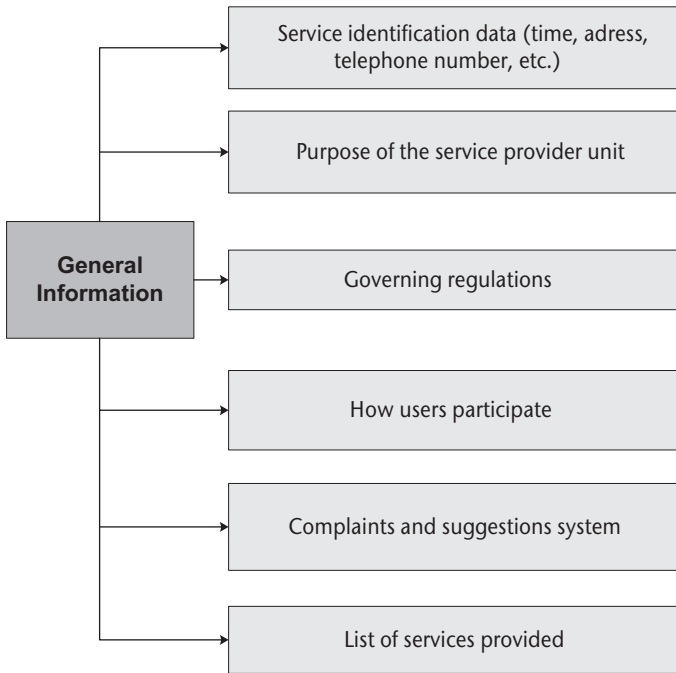 Service identification data (time, adress,
telephone number, etc.)
Purpose of the service provider unit
General
Information
Governing regulations
How users participate
Complaints and suggestions system
List of services provided